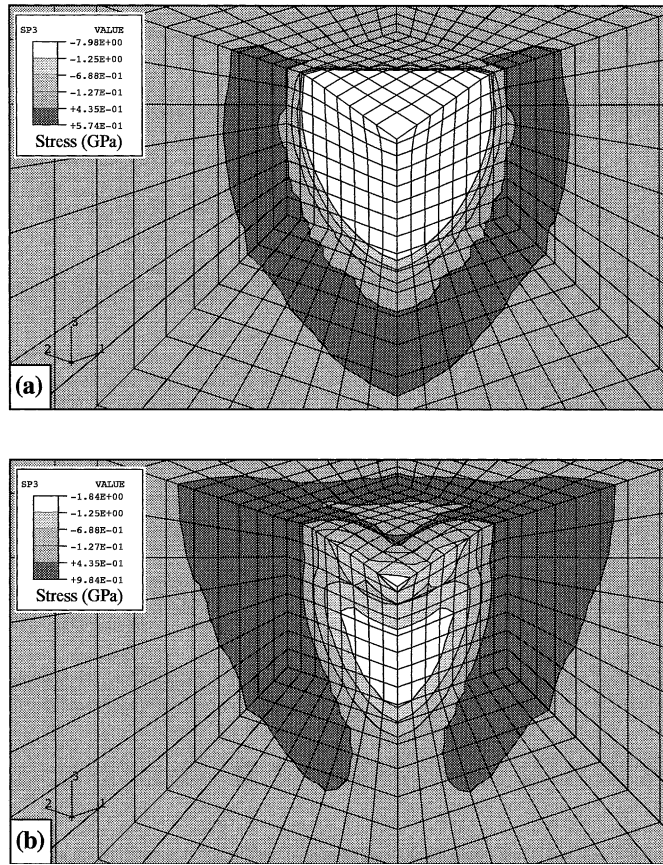 SP3 VALUE
-7.98E+00
-1.25E+00
-6.88E-01
-1.27E-01
+4.35E-01
+5.74E-01
Stress (GPa)
3
2 1
(a)
SP3 VALUE
-1.84E+00
-1.25E+00
-6.88E-01
-1.27E-01
+4.35E-01
+9.84E-01
Stress (GPa)
3
2 1
(b)